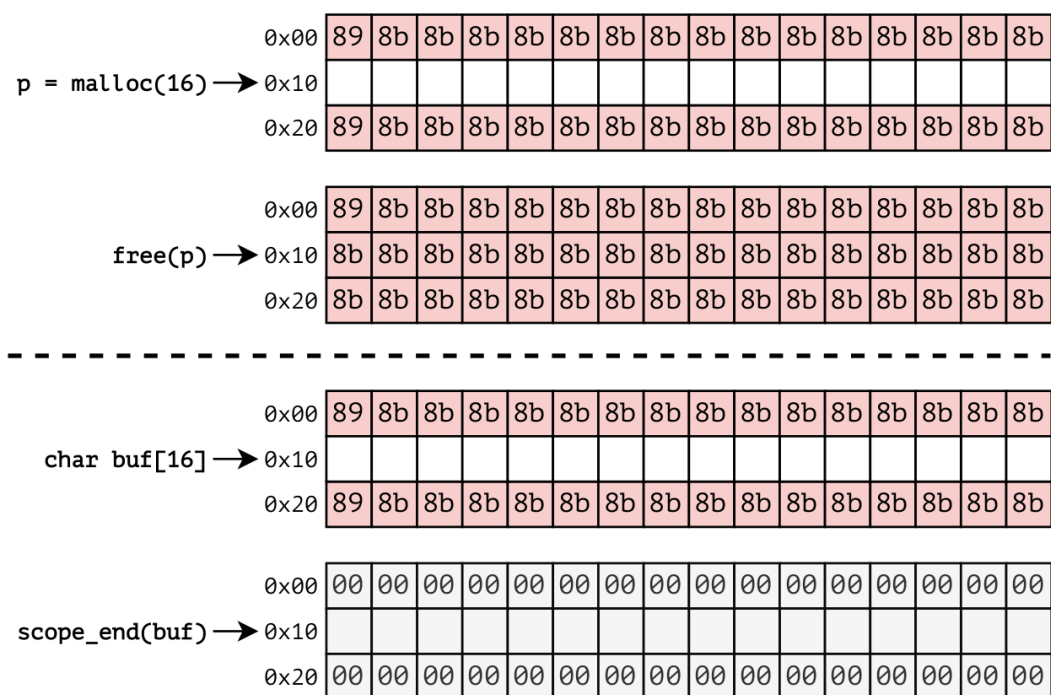 0x00 89 8b 8b 8b 8b 8b 8b 8b 8b 8b 8b 8b 8b 8b 8b 8b
p = malloc(16) 0x10
0x20 89 8b 8b 8b 8b 8b 8b 8b 8b 8b 8b 8b 8b 8b 8b 8b
0x00 89 8b 8b 8b 8b 8b 8b 8b 8b 8b 8b 8b 8b 8b 8b 8b
free(p) 0x10 8b 8b 8b 8b 8b 8b 8b 8b 8b 8b 8b 8b 8b 8b 8b 8b
0x20 8b 8b 8b 8b 8b 8b 8b 8b 8b 8b 8b 8b 8b 8b 8b 8b
0x00 89 8b 8b 8b 8b 8b 8b 8b 8b 8b 8b 8b 8b 8b 8b 8b
char buf[16] 0x10
0x20 89 8b 8b 8b 8b 8b 8b 8b 8b 8b 8b 8b 8b 8b 8b 8b
0x00 00 00 00 00 00 00 00 00 00 00 00 00 00 00 00 00
scope_end(buf) 0x10
0x20 00 00 00 00 00 00 00 00 00 00 00 00 00 00 00 00